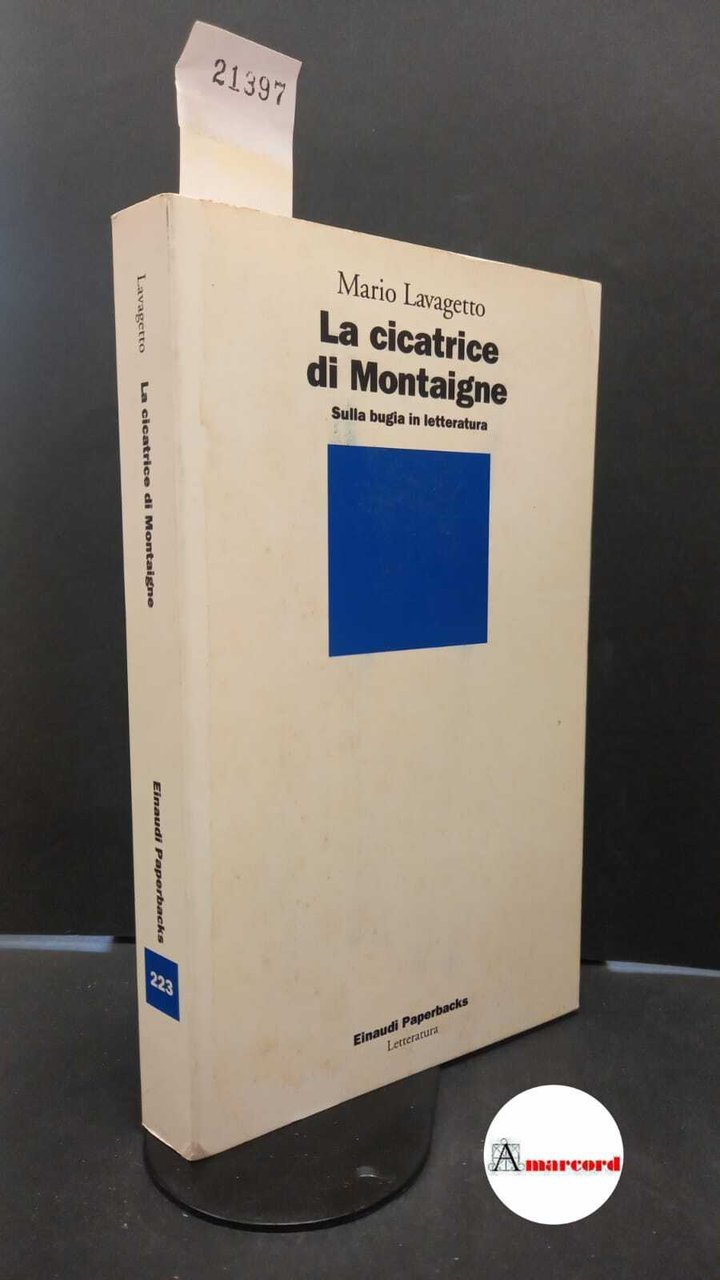 21397
Mario Lavagetto
La cicatrice
di Montaigne
Sulla bugia in letteratura
Einaudi Paperbacks
Letteratura
Lavagetto La cicatrice di Montaigne Einaudi Paperbacks
223
Amarcord